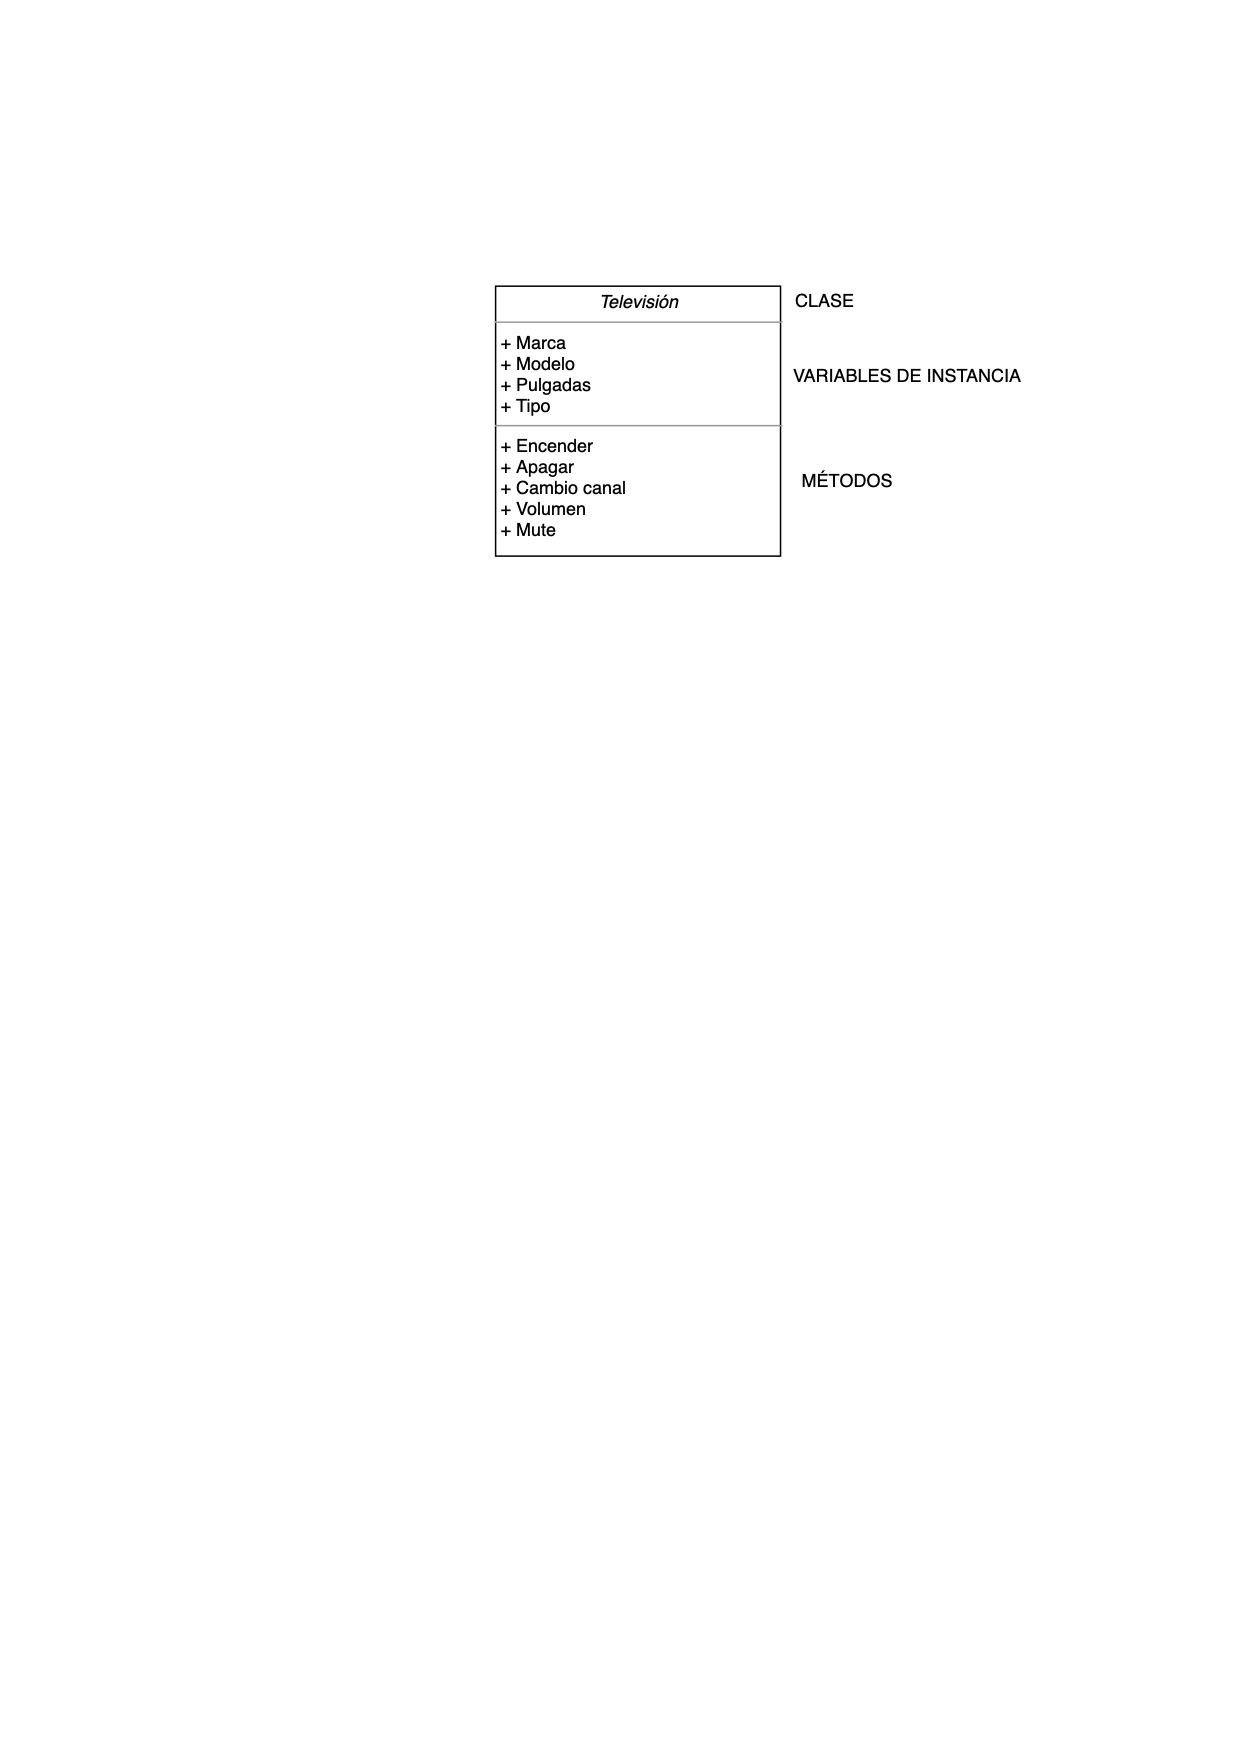 Televisión
CLASE
+ Marca
+ Modelo
+ Pulgadas
+ Tipo
VARIABLES DE INSTANCIA
+ Encender
+ Apagar
+ Cambio canal
+ Volumen
+ Mute
MÉTODOS